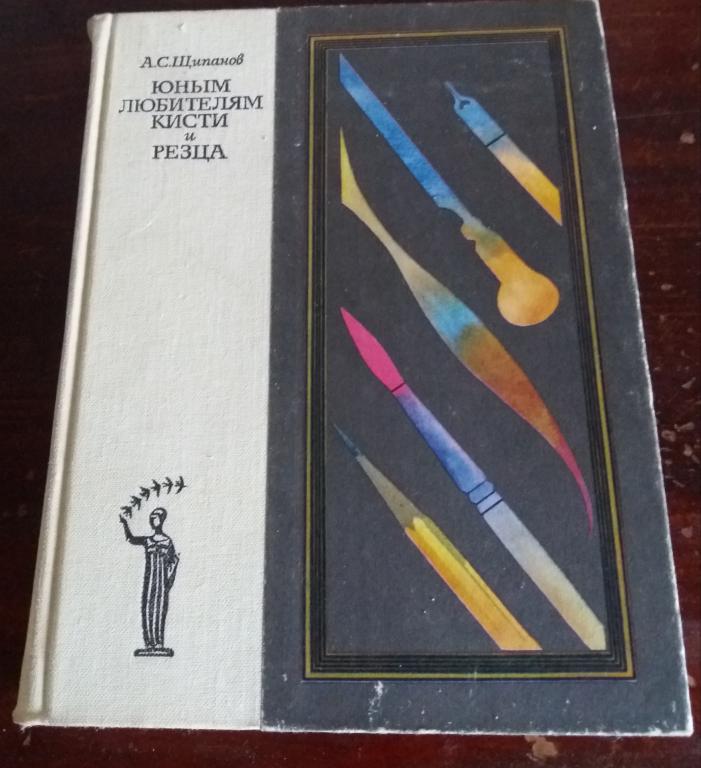 А.С.Щипанов
ЮНЫМ
ЛЮБИТЕЛЯМ
КИСТИ
и
РЕЗЦА